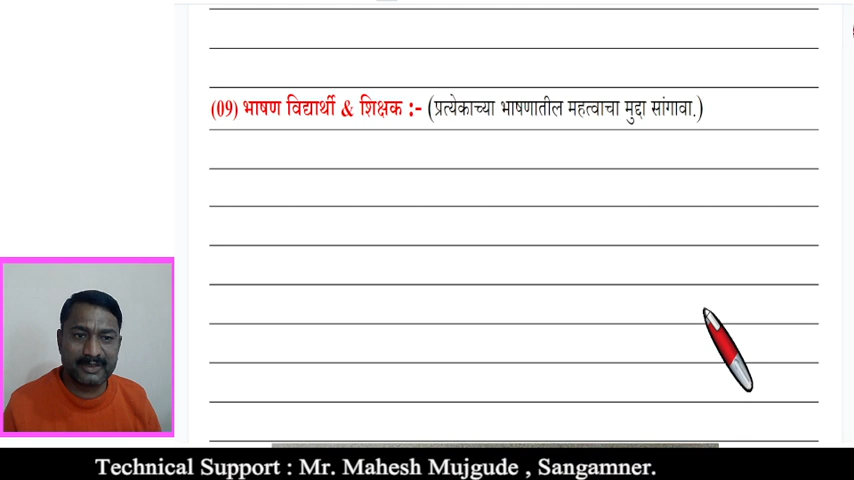 (09) भाषण विद्यार्थी & शिक्षक :- (प्रत्येकाच्या भाषणातील महत्वाचा मुद्दा सांगावा.)
Technical Support : Mr. Mahesh Mujgude , Sangamner.